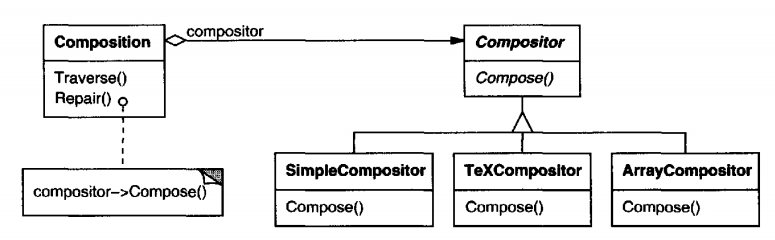 Composition
compositor
Compositor
Traverse()
Repair()
Compose()
compositor->Compose()
SimpleCompositor
Compose()
TeXCompositor
Compose()
ArrayCompositor
Compose()